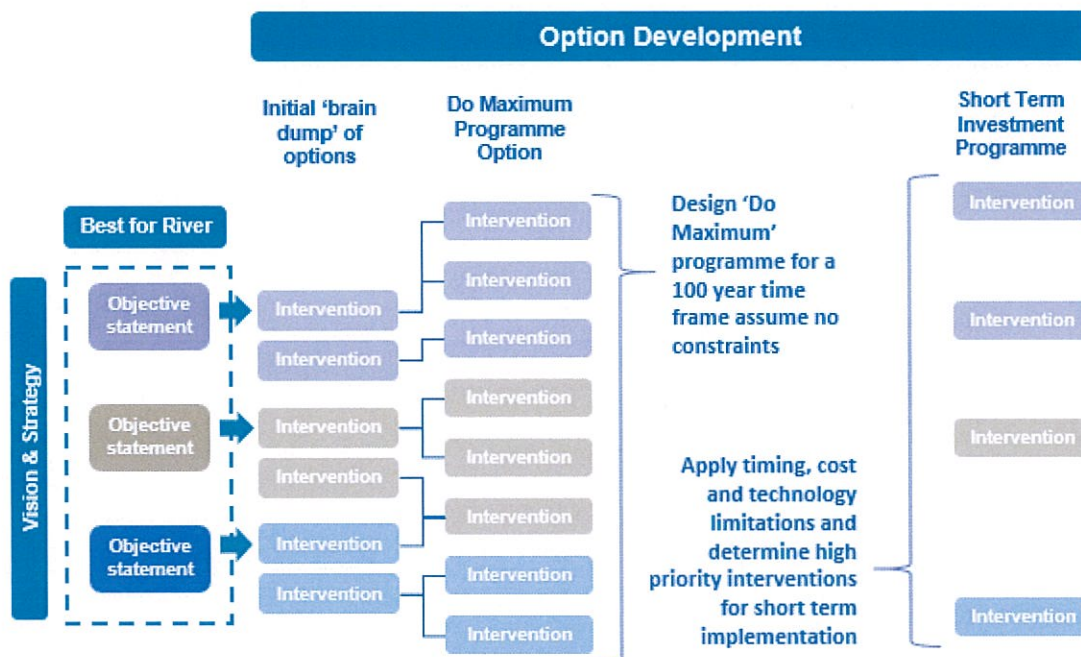 Option Development
Initial 'brain
dump' of
options
Do Maximum
Programme
Option
Short Term
Investment
Programme
Vision & Strategy
Best for River
Objective
statement
Objective
statement
Objective
statement
Intervention
Intervention
Intervention
Intervention
Intervention
Intervention
Intervention
Intervention
Intervention
Intervention
Intervention
Intervention
Intervention
Intervention
Design 'Do
Maximum'
programme for a
100 year time
frame assume no
constraints
Apply timing, cost
and technology
limitations and
determine high
priority interventions
for short term
implementation
Intervention
Intervention
Intervention
Intervention